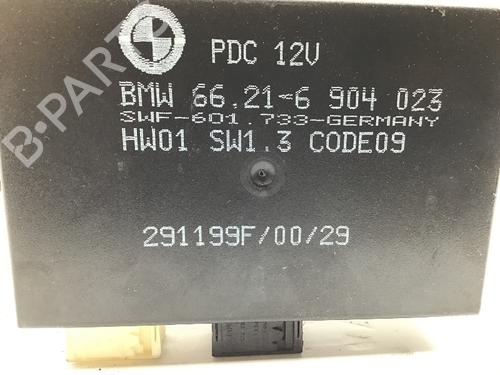 PDC 12V
BMW 66.21-6 904 023
SWF-601.733-GERMANY
HW01 SW1.3 CODE09
291199F/00/29
B-PARTS